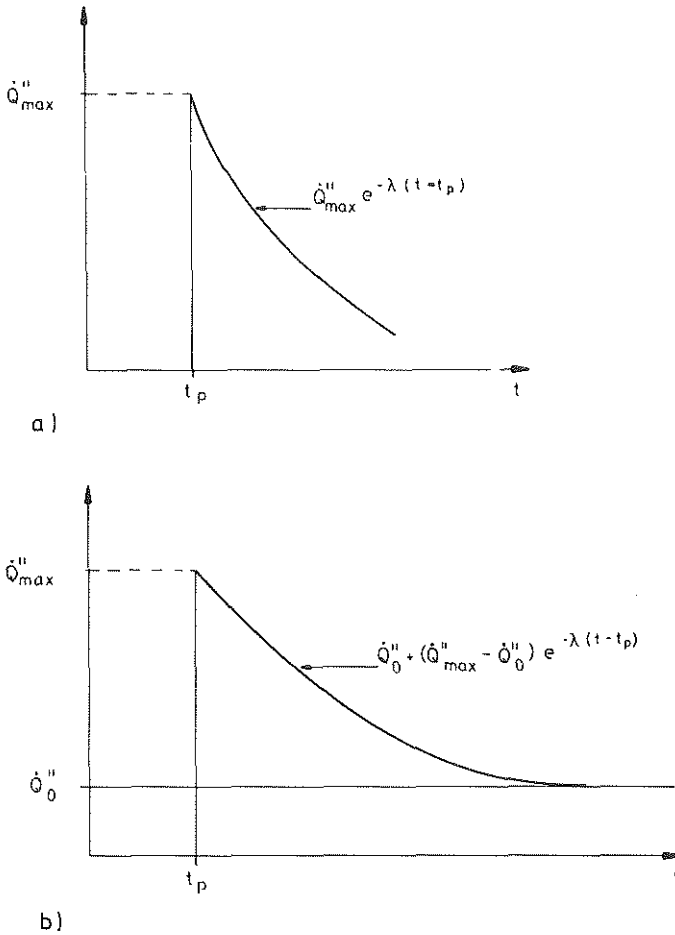 Q̇″max
Q̇″max e^-λ(t-tp)
tp
t
a)
Q̇″max
Q̇″0 + (Q̇″max - Q̇″0) e^-λ(t-tp)
Q̇″0
tp
b)